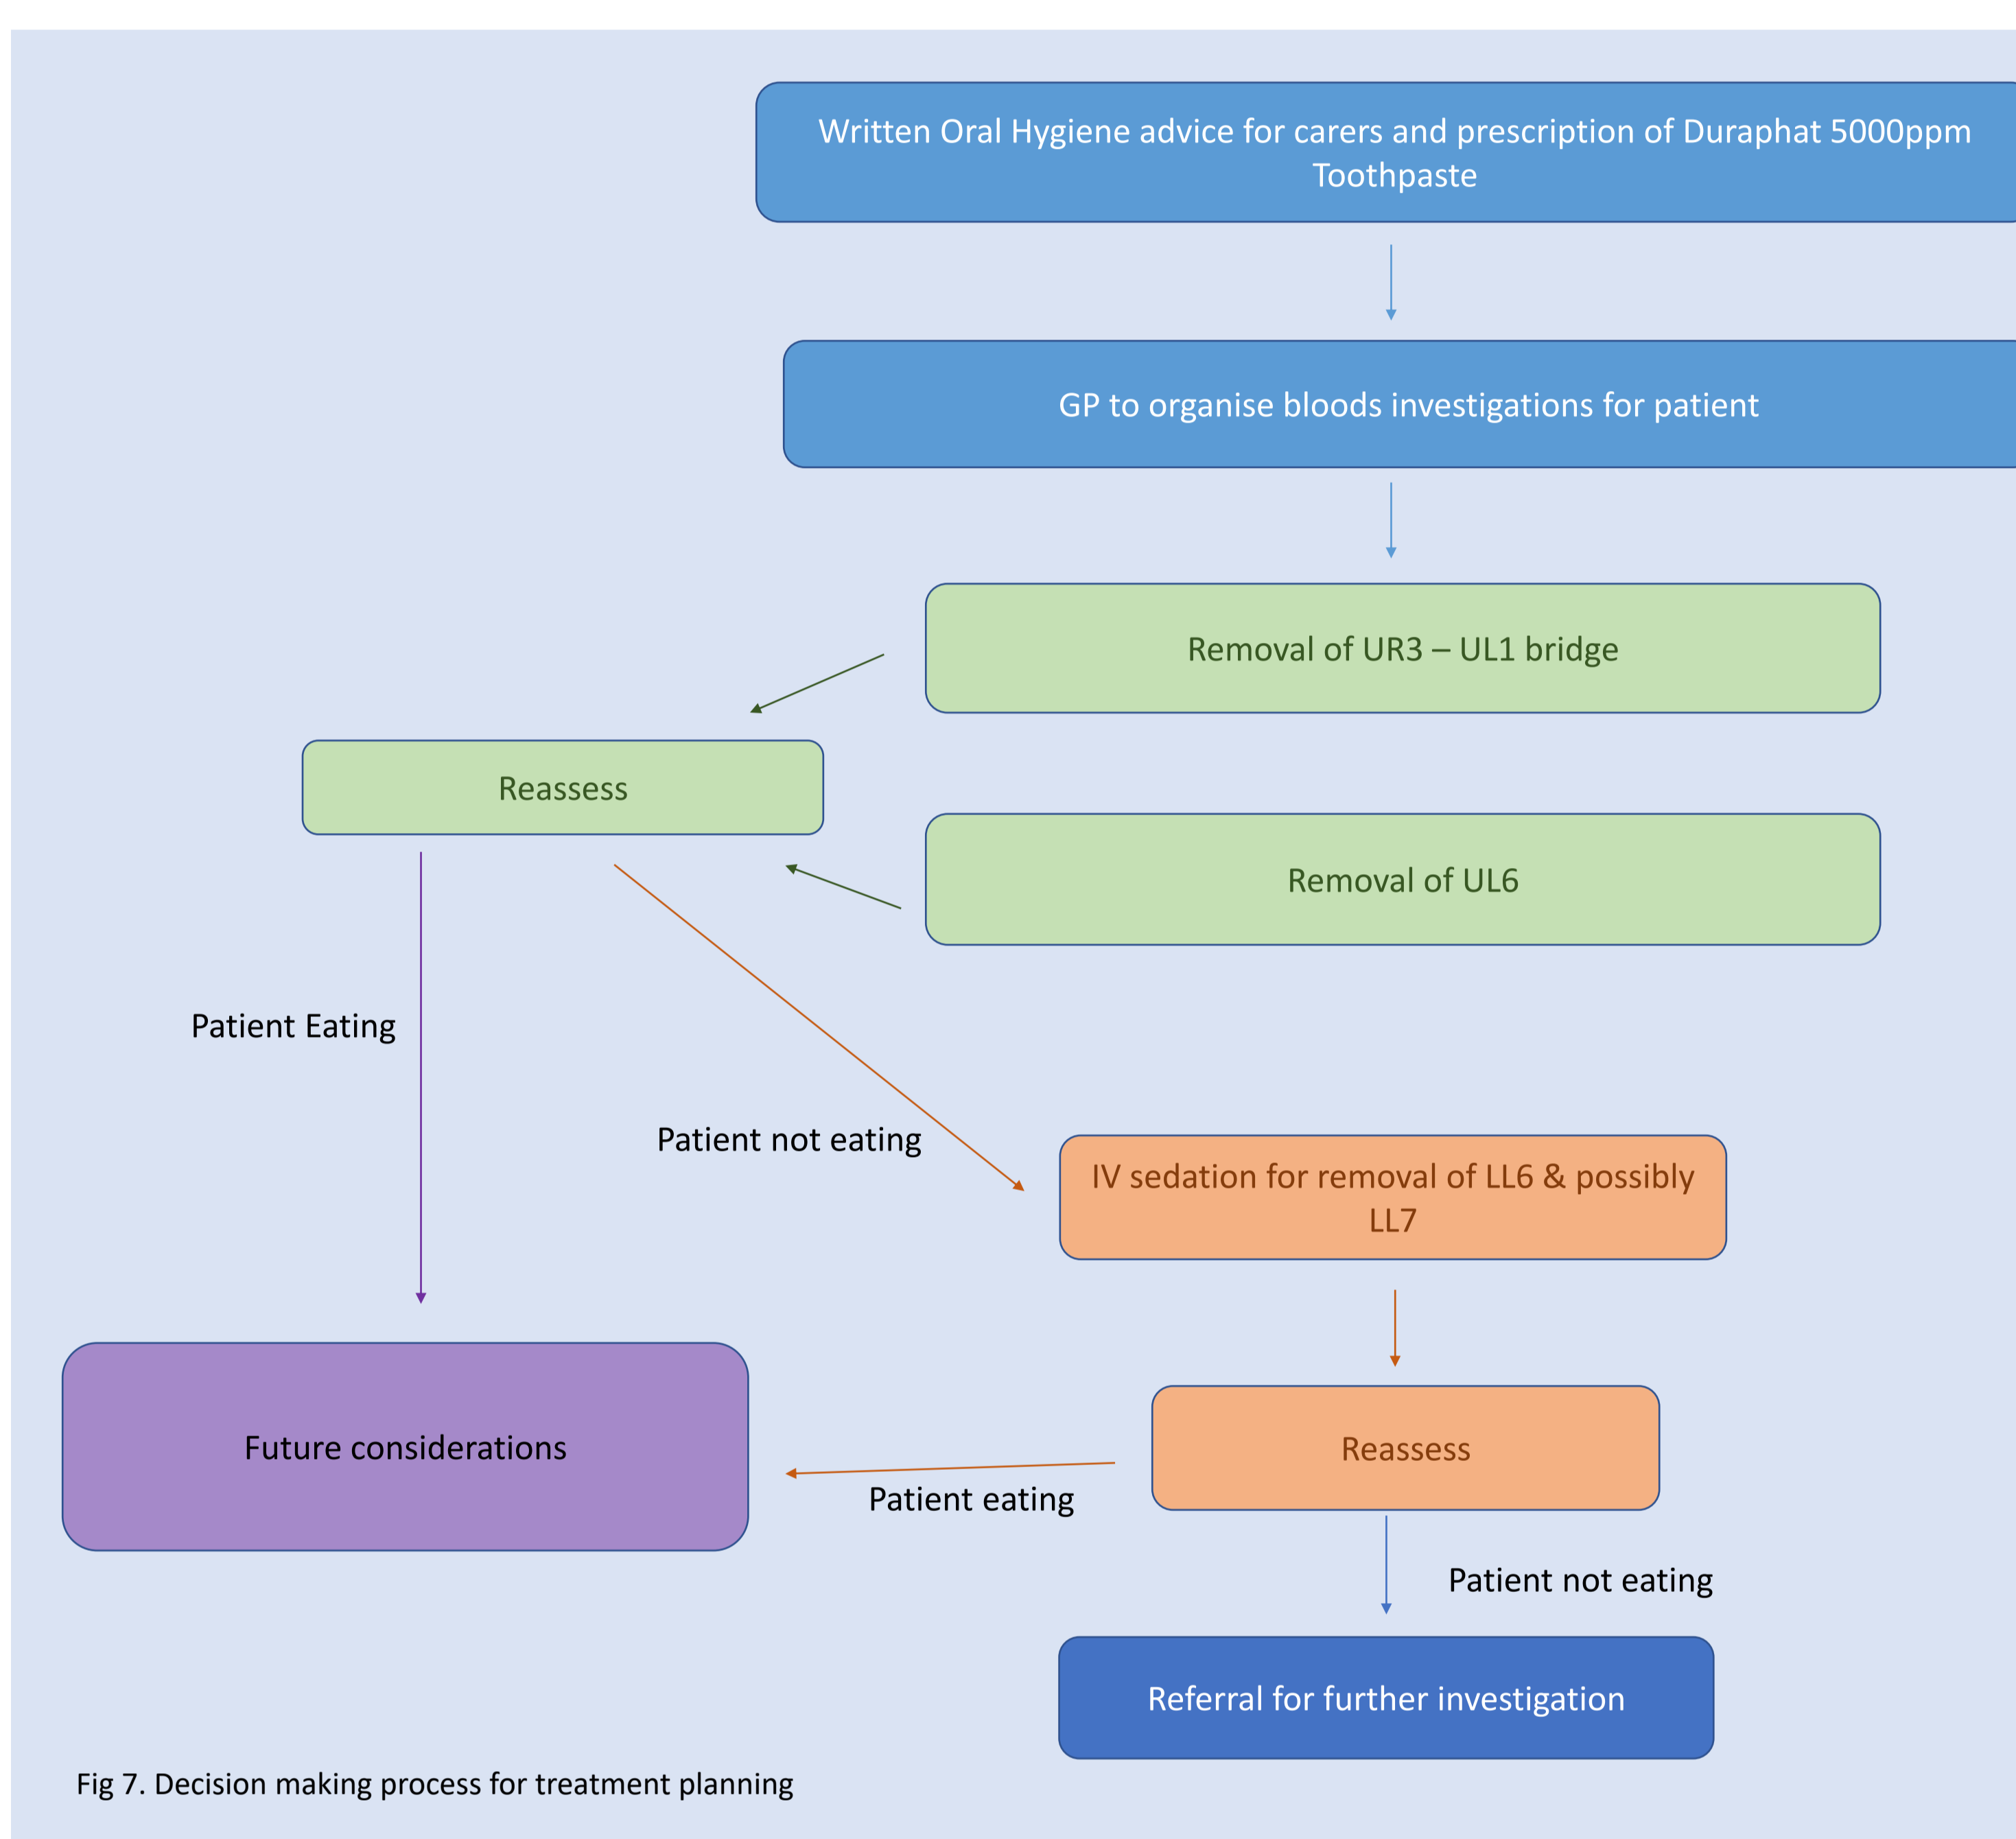 Written Oral Hygiene advice for carers and prescription of Duraphat 5000ppm
Toothpaste
GP to organise bloods investigations for patient
Removal of UR3 – UL1 bridge
Reassess
Removal of UL6
Patient Eating
Patient not eating
IV sedation for removal of LL6 & possibly
LL7
Future considerations
Reassess
Patient eating
Patient not eating
Referral for further investigation
Fig 7. Decision making process for treatment planning